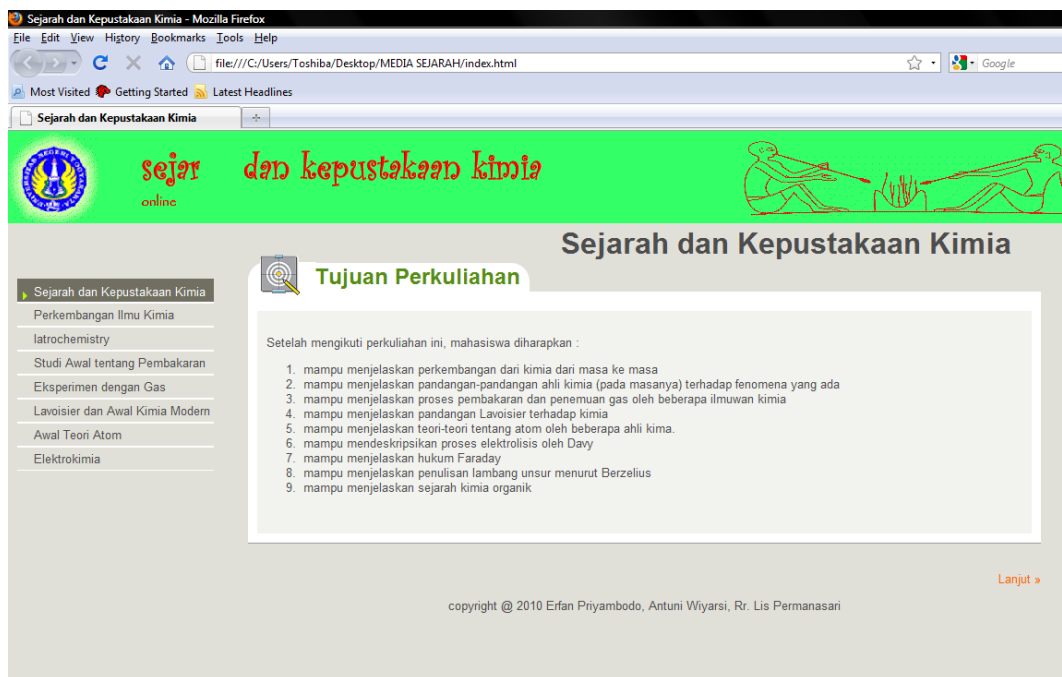 Sejarah dan Kepustakaan Kimia - Mozilla Firefox
File Edit View History Bookmarks Tools Help
file:///C:/Users/Toshiba/Desktop/MEDIA SEJARAH/index.html
Google
Most Visited Getting Started Latest Headlines
Sejarah dan Kepustakaan Kimia
sejar dan kepustakaan kimia
online
Sejarah dan Kepustakaan Kimia
Tujuan Perkuliahan
Sejarah dan Kepustakaan Kimia
Perkembangan Ilmu Kimia
Iatrochemistry
Studi Awal tentang Pembakaran
Eksperimen dengan Gas
Lavoisier dan Awal Kimia Modern
Awal Teori Atom
Elektrokimia
Setelah mengikuti perkuliahan ini, mahasiswa diharapkan :
1. mampu menjelaskan perkembangan dari kimia dari masa ke masa
2. mampu menjelaskan pandangan-pandangan ahli kimia (pada masanya) terhadap fenomena yang ada
3. mampu menjelaskan proses pembakaran dan penemuan gas oleh beberapa ilmuwan kimia
4. mampu menjelaskan pandangan Lavoisier terhadap kimia
5. mampu menjelaskan teori-teori tentang atom oleh beberapa ahli kima.
6. mampu mendeskripsikan proses elektrolisis oleh Davy
7. mampu menjelaskan hukum Faraday
8. mampu menjelaskan penulisan lambang unsur menurut Berzelius
9. mampu menjelaskan sejarah kimia organik
Lanjut »
copyright @ 2010 Erfan Priyambodo, Antuni Wiyarsi, Rr. Lis Permanasari